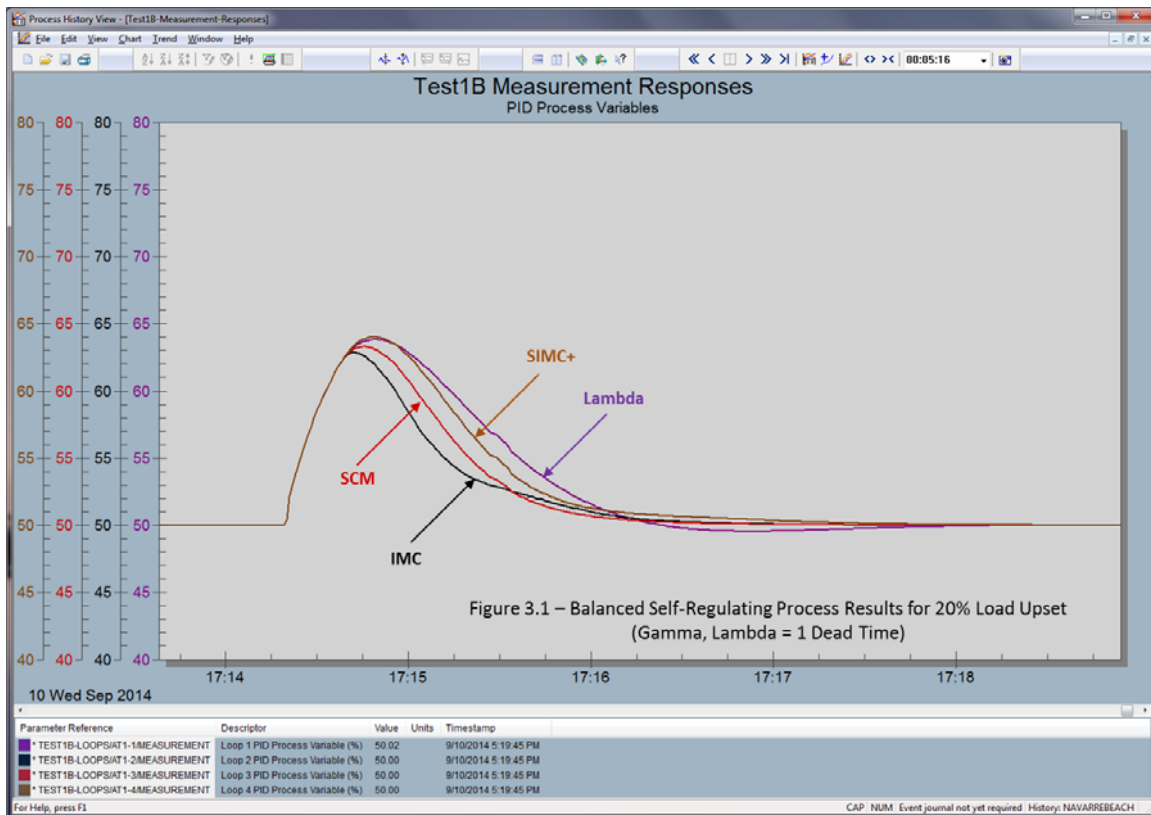 Process History View - [Test1B-Measurement-Responses]
File Edit View Chart Trend Window Help
00:05:16
Test1B Measurement Responses
PID Process Variables
80 80 80 80
75 75 75 75
70 70 70 70
65 65 65 65
60 60 60 60
55 55 55 55
50 50 50 50
45 45 45 45
40 40 40 40
SIMC+
Lambda
SCM
IMC
Figure 3.1 – Balanced Self-Regulating Process Results for 20% Load Upset
(Gamma, Lambda = 1 Dead Time)
17:14 17:15 17:16 17:17 17:18
10 Wed Sep 2014
Parameter Reference Descriptor Value Units Timestamp
* TEST1B-LOOPS/AT1-1/MEASUREMENT Loop 1 PID Process Variable (%) 50.02 9/10/2014 5:19:45 PM
* TEST1B-LOOPS/AT1-2/MEASUREMENT Loop 2 PID Process Variable (%) 50.00 9/10/2014 5:19:45 PM
* TEST1B-LOOPS/AT1-3/MEASUREMENT Loop 3 PID Process Variable (%) 50.00 9/10/2014 5:19:45 PM
* TEST1B-LOOPS/AT1-4/MEASUREMENT Loop 4 PID Process Variable (%) 50.00 9/10/2014 5:19:45 PM
For Help, press F1
CAP NUM Event journal not yet required History: NAVARREBEACH